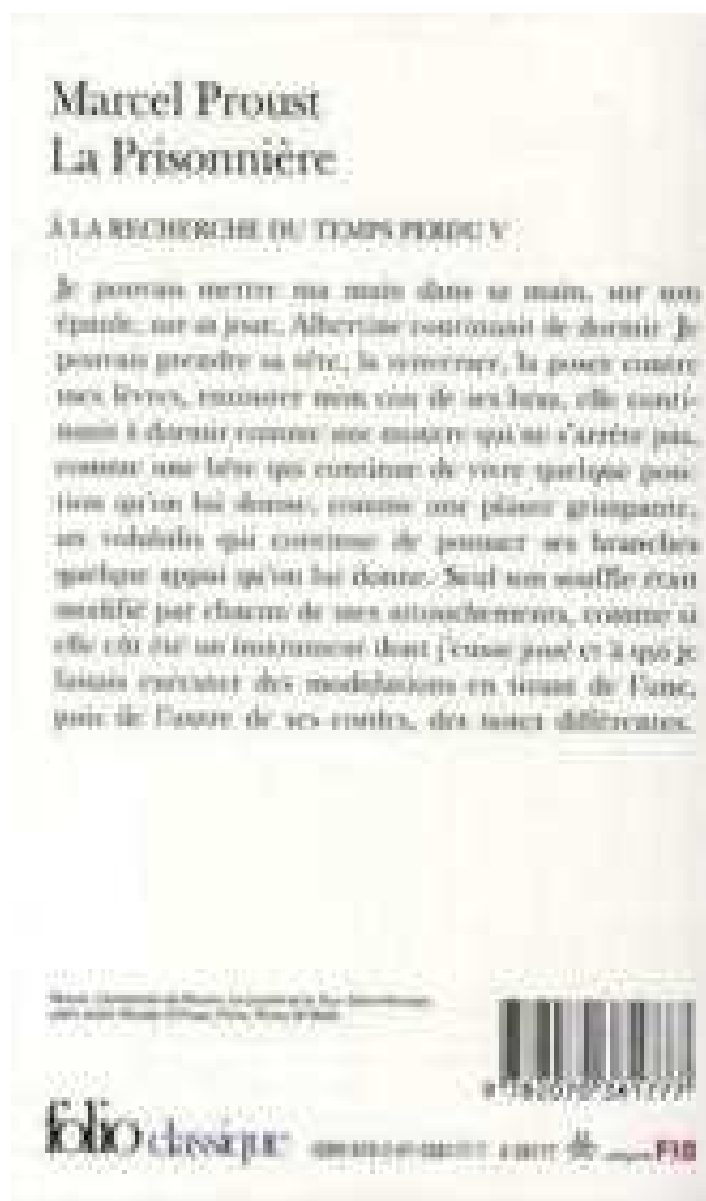 Marcel Proust
La Prisonnière
À LA RECHERCHE DU TEMPS PERDU V
Je pouvais mettre ma main dans sa main, sur son
épaule, sur sa joue, Albertine continuait de dormir. Je
pouvais prendre sa tête, la renverser, la poser contre
mes lèvres, entourer mon cou de ses bras, elle conti-
nuait à dormir comme une montre qui ne s'arrête pas,
comme une bête qui continue de vivre quelque posi-
tion qu'on lui donne, comme une plante grimpante,
un volubilis qui continue de pousser ses branches
quelque appui qu'on lui donne. Seul son souffle était
modifié par chacun de mes attouchements, comme si
elle eût été un instrument dont j'eusse joué et à qui je
faisais exécuter des modulations en tirant de l'une,
puis de l'autre de ses cordes, des notes différentes.
folio classique